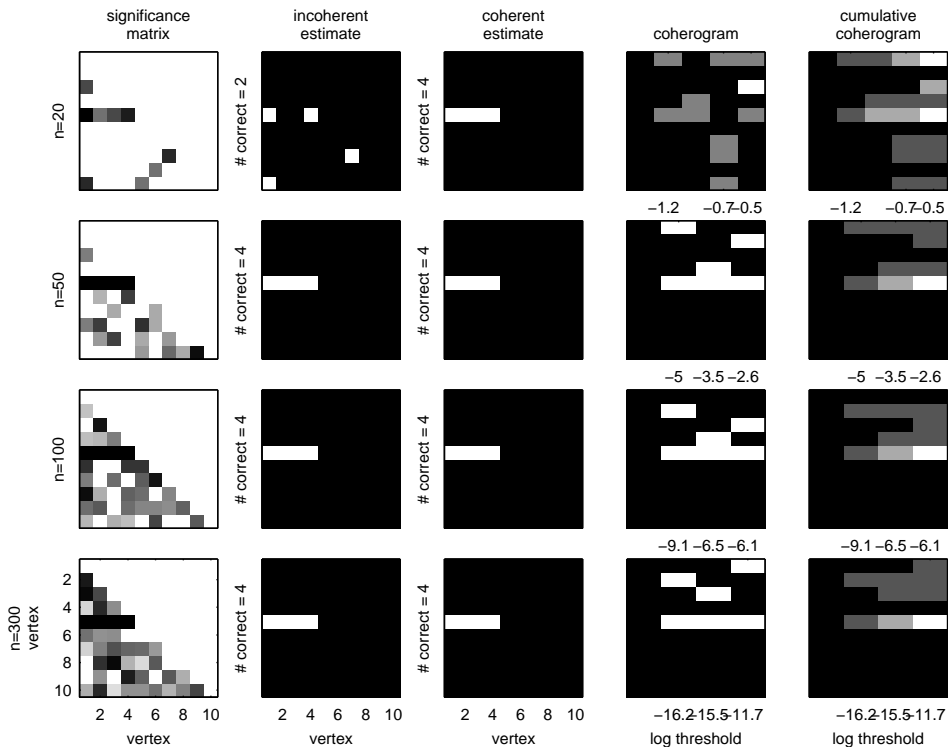 significance matrix
incoherent estimate
coherent estimate
coherogram
cumulative coherogram
n=20
# correct = 2
# correct = 4
−1.2 −0.7 −0.5
−1.2 −0.7 −0.5
n=50
# correct = 4
# correct = 4
−5 −3.5 −2.6
−5 −3.5 −2.6
n=100
# correct = 4
# correct = 4
−9.1 −6.5 −6.1
−9.1 −6.5 −6.1
n=300
vertex
2
4
6
8
10
# correct = 4
# correct = 4
2 4 6 8 10
2 4 6 8 10
2 4 6 8 10
−16.2 −15.5 −11.7
−16.2 −15.5 −11.7
vertex
vertex
vertex
log threshold
log threshold